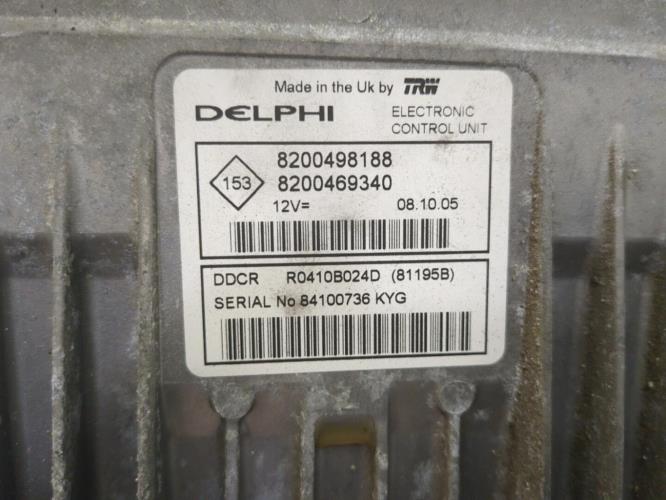 Made in the Uk by TRW
DELPHI ELECTRONIC
CONTROL UNIT
153
8200498188
8200469340
12V= 08.10.05
DDCR R0410B024D (81195B)
SERIAL No 84100736 KYG